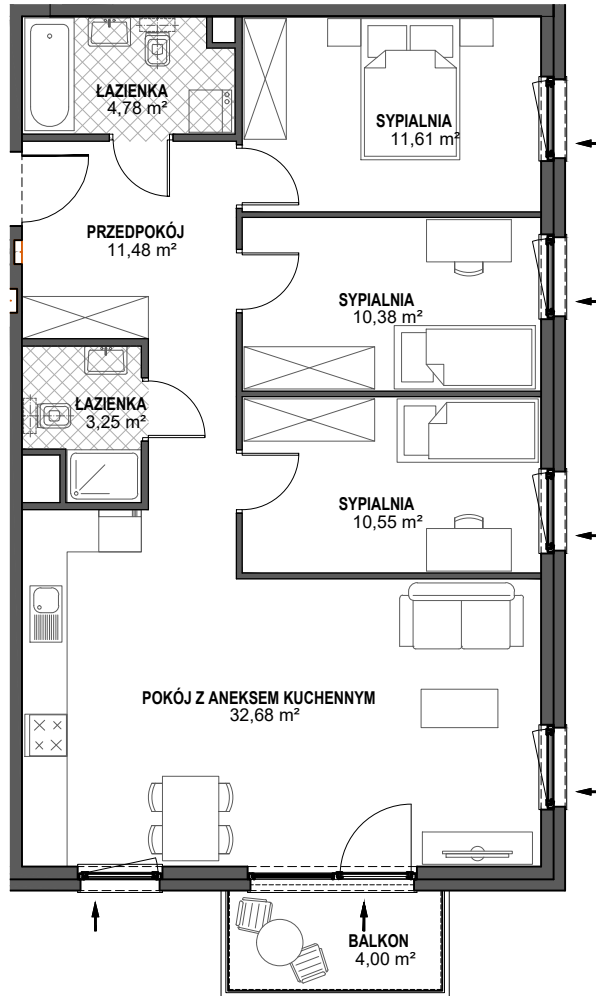 ŁAZIENKA
4,78 m²
SYPIALNIA
11,61 m²
PRZEDPOKÓJ
11,48 m²
SYPIALNIA
10,38 m²
ŁAZIENKA
3,25 m²
SYPIALNIA
10,55 m²
POKÓJ Z ANEKSEM KUCHENNYM
32,68 m²
BALKON
4,00 m²